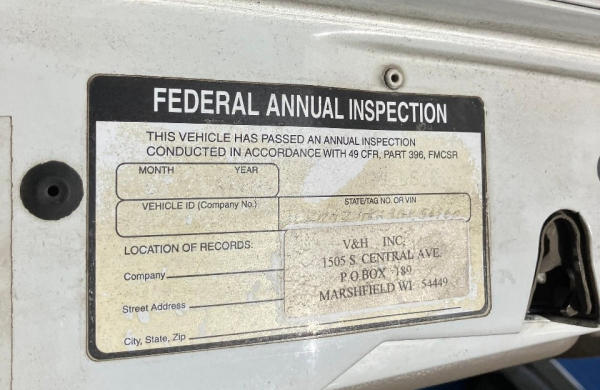 FEDERAL ANNUAL INSPECTION
THIS VEHICLE HAS PASSED AN ANNUAL INSPECTION
CONDUCTED IN ACCORDANCE WITH 49 CFR, PART 396, FMCSR
MONTH YEAR
VEHICLE ID (Company No.) STATE/TAG NO. OR VIN
LOCATION OF RECORDS:
Company
Street Address
City, State, Zip
V&H INC.
1505 S. CENTRAL AVE.
P.O BOX 189
MARSHFIELD WI 54449